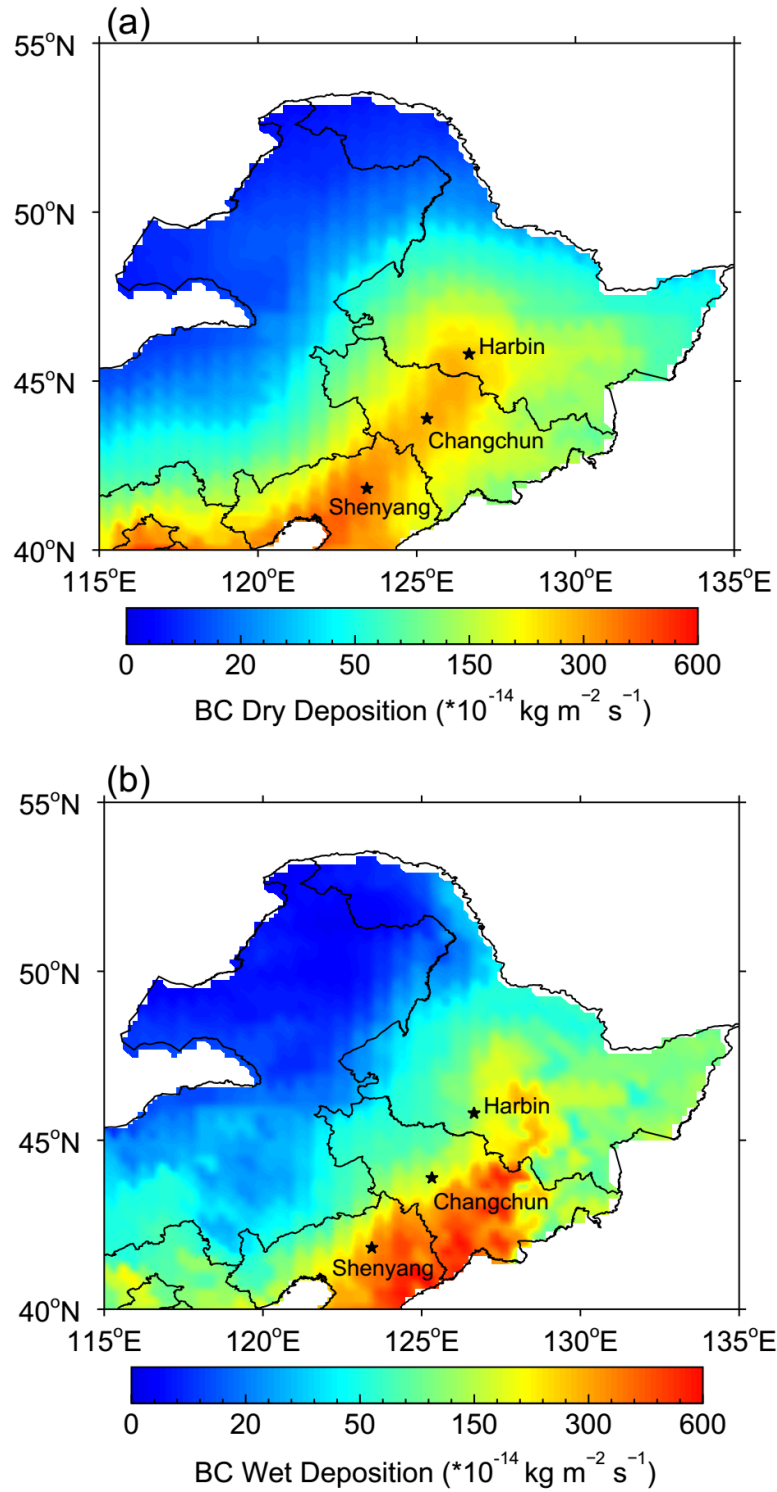 (a)
55°N
50°N
45°N
40°N
Harbin
Changchun
Shenyang
115°E 120°E 125°E 130°E 135°E
0 20 50 150 300 600
BC Dry Deposition (*10⁻¹⁴ kg m⁻² s⁻¹)
(b)
55°N
50°N
45°N
40°N
Harbin
Changchun
Shenyang
115°E 120°E 125°E 130°E 135°E
0 20 50 150 300 600
BC Wet Deposition (*10⁻¹⁴ kg m⁻² s⁻¹)